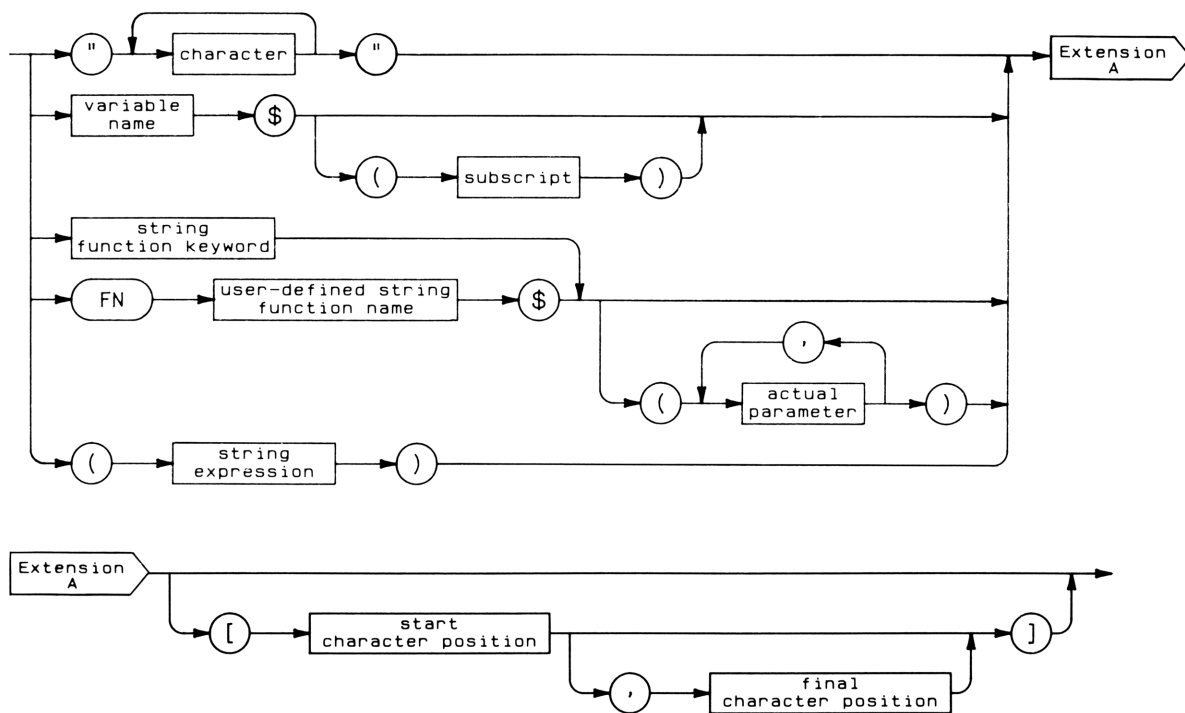 " character " Extension
A
variable
name $
( subscript )
string
function keyword
FN user-defined string
function name $
,
( actual
parameter )
( string
expression )
Extension
A
[ start
character position ]
, final
character position